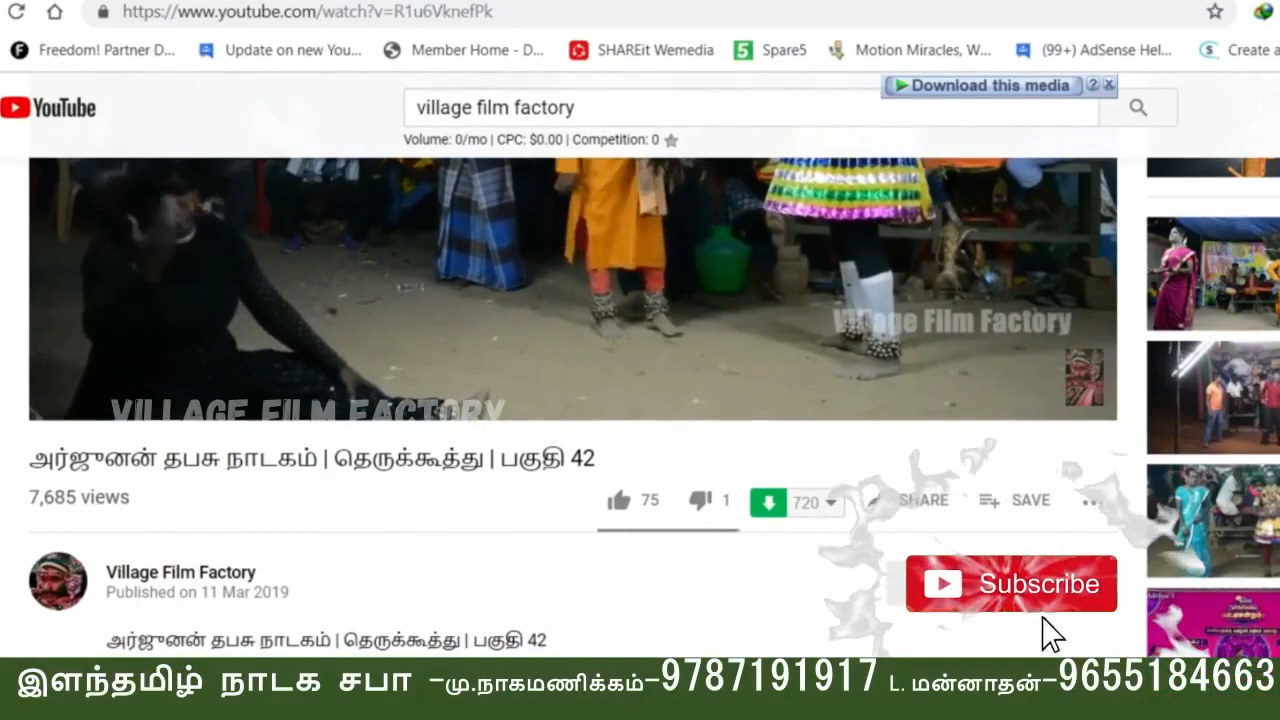 https://www.youtube.com/watch?v=R1u6VknefPk
Freedom! Partner D... Update on new You... Member Home - D... SHAREit Wemedia 5 Spare5 Motion Miracles, W... (99+) AdSense Hel... Create a
Download this media ?
YouTube village film factory
Volume: 0/mo | CPC: $0.00 | Competition: 0
Village Film Factory
VILLAGE FILM FACTORY
அர்ஜுனன் தபசு நாடகம் | தெருக்கூத்து | பகுதி 42
7,685 views 75 1 720 SHARE SAVE
Village Film Factory
Published on 11 Mar 2019
Subscribe
அர்ஜுனன் தபசு நாடகம் | தெருக்கூத்து | பகுதி 42
இளந்தமிழ் நாடக சபா -மு.நாகமணிக்கம்-9787191917 L. மன்னாதன்-9655184663